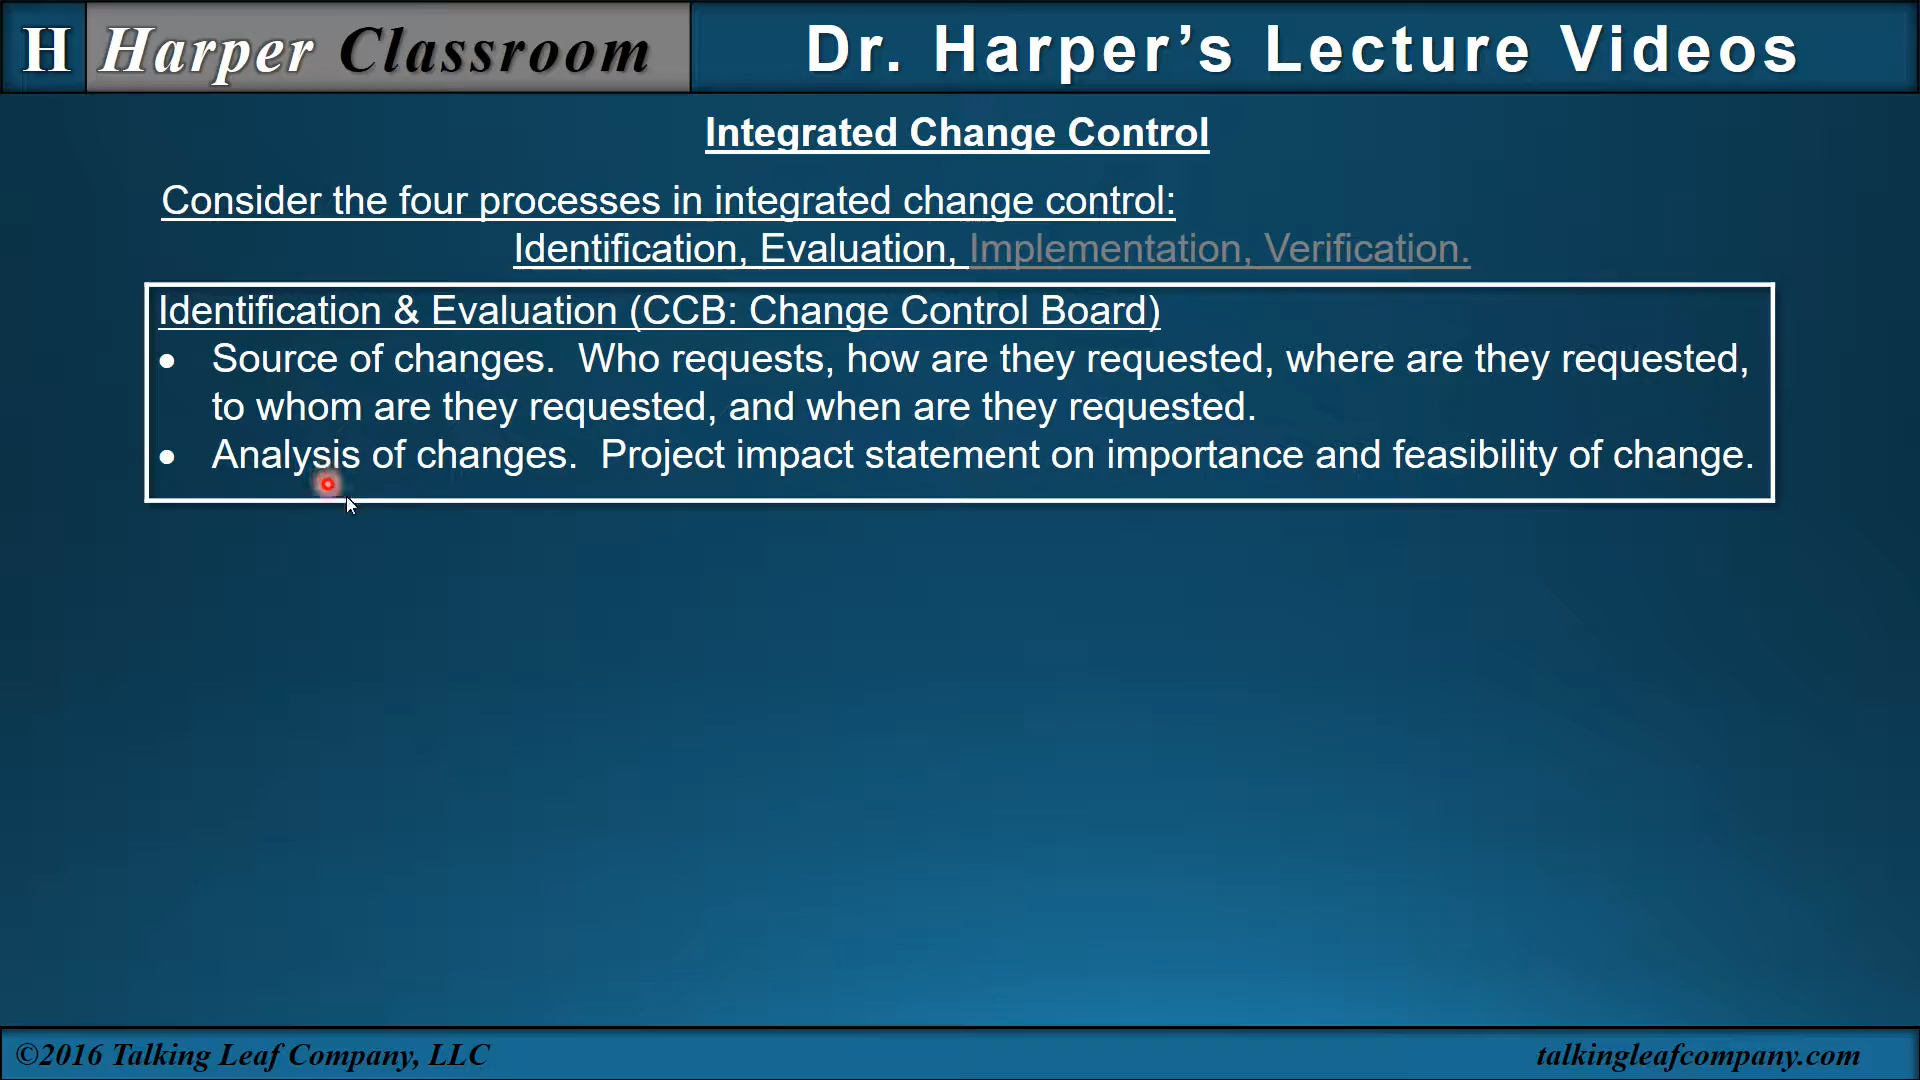 H Harper Classroom Dr. Harper’s Lecture Videos
Integrated Change Control
Consider the four processes in integrated change control:
Identification, Evaluation, Implementation, Verification.
Identification & Evaluation (CCB: Change Control Board)
• Source of changes.  Who requests, how are they requested, where are they requested,
to whom are they requested, and when are they requested.
• Analysis of changes.  Project impact statement on importance and feasibility of change.
©2016 Talking Leaf Company, LLC talkingleafcompany.com